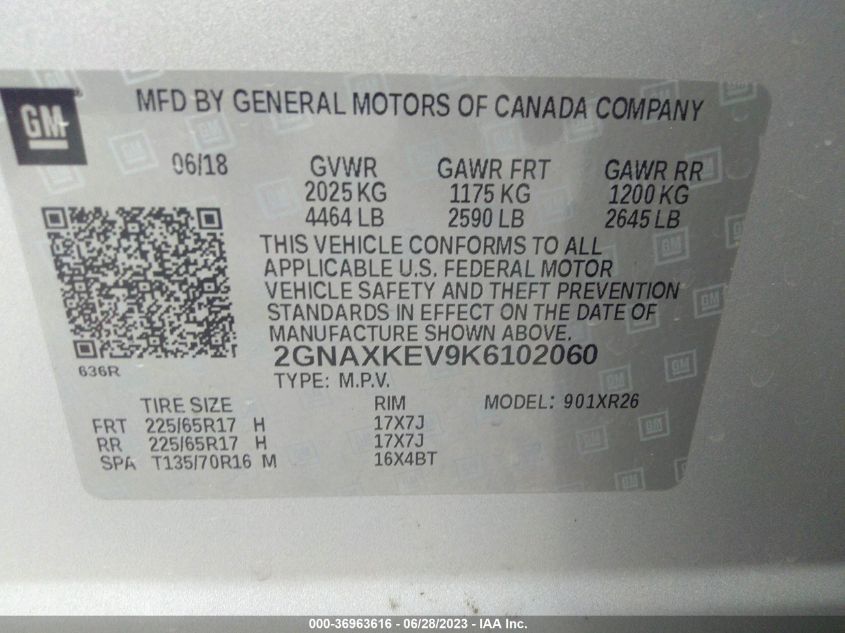 GM
MFD BY GENERAL MOTORS OF CANADA COMPANY
06/18 GVWR GAWR FRT GAWR RR
2025 KG 1175 KG 1200 KG
4464 LB 2590 LB 2645 LB
THIS VEHICLE CONFORMS TO ALL
APPLICABLE U.S. FEDERAL MOTOR
VEHICLE SAFETY AND THEFT PREVENTION
STANDARDS IN EFFECT ON THE DATE OF
MANUFACTURE SHOWN ABOVE.
636R 2GNAXKEV9K6102060
TYPE: M.P.V.
TIRE SIZE RIM MODEL: 901XR26
FRT 225/65R17 H 17X7J
RR 225/65R17 H 17X7J
SPA T135/70R16 M 16X4BT
000-36963616 - 06/28/2023 - IAAI Inc.